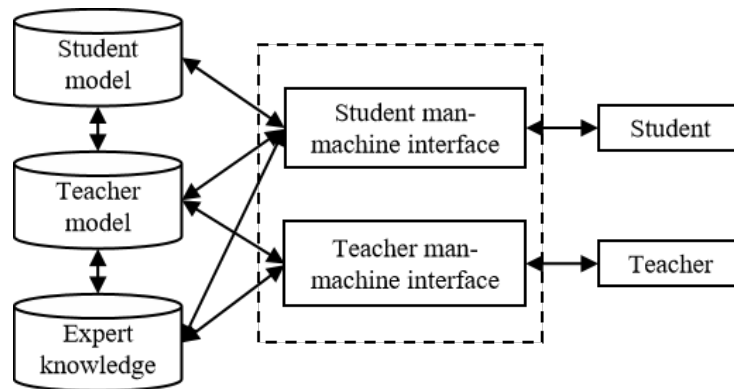 Student
model
Student man-
machine interface
Student
Teacher
model
Teacher man-
machine interface
Teacher
Expert
knowledge